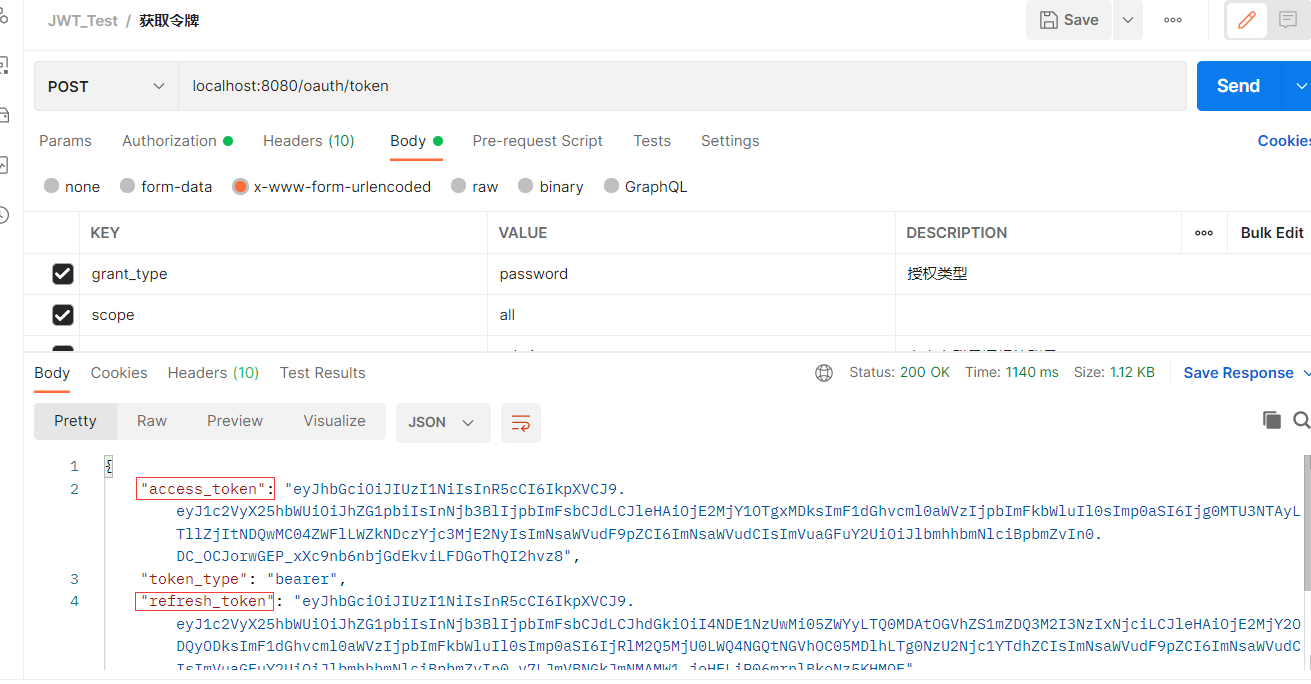 JWT_Test / 获取令牌
Save
POST
localhost:8080/oauth/token
Send
Params Authorization Headers (10) Body Pre-request Script Tests Settings Cookies
none form-data x-www-form-urlencoded raw binary GraphQL
KEY VALUE DESCRIPTION Bulk Edit
grant_type password 授权类型
scope all
Body Cookies Headers (10) Test Results Status: 200 OK Time: 1140 ms Size: 1.12 KB Save Response
Pretty Raw Preview Visualize JSON
1 {
2 "access_token": "eyJhbGciOiJIUzI1NiIsInR5cCI6IkpXVCJ9.
eyJ1c2VyX25hbWUiOiJhZG1pbiIsInNjb3BlIjpbImFsbCJdLCJleHAiOjE2MjY1OTgxMDksImF1dGhvcml0aWVzIjpbImFkbWluIl0sImp0aSI6Ijg0MTU3NTAyL
TllZjItNDQwMC04ZWFlLWZkNDczYjc3MjE2NyIsImNsaWVudF9pZCI6ImNsaWVudCIsImVuaGFuY2UiOiJlbmhhbmNlciBpbmZvIn0.
DC_OCJorwGEP_xXc9nb6nbjGdEkviLFDGoThQI2hvz8",
3 "token_type": "bearer",
4 "refresh_token": "eyJhbGciOiJIUzI1NiIsInR5cCI6IkpXVCJ9.
eyJ1c2VyX25hbWUiOiJhZG1pbiIsInNjb3BlIjpbImFsbCJdLCJhdGkiOiI4NDE1NzUwMi05ZWYyLTQ0MDAtOGVhZS1mZDQ3M2I3NzIxNjciLCJleHAiOjE2MjY2O
DQyODksImF1dGhvcml0aWVzIjpbImFkbWluIl0sImp0aSI6IjRlM2Q5MjU0LWQ4NGQtNGVhOC05MDlhLTg0NzU2Njc1YTdhZCIsImNsaWVudF9pZCI6ImNsaWVudC